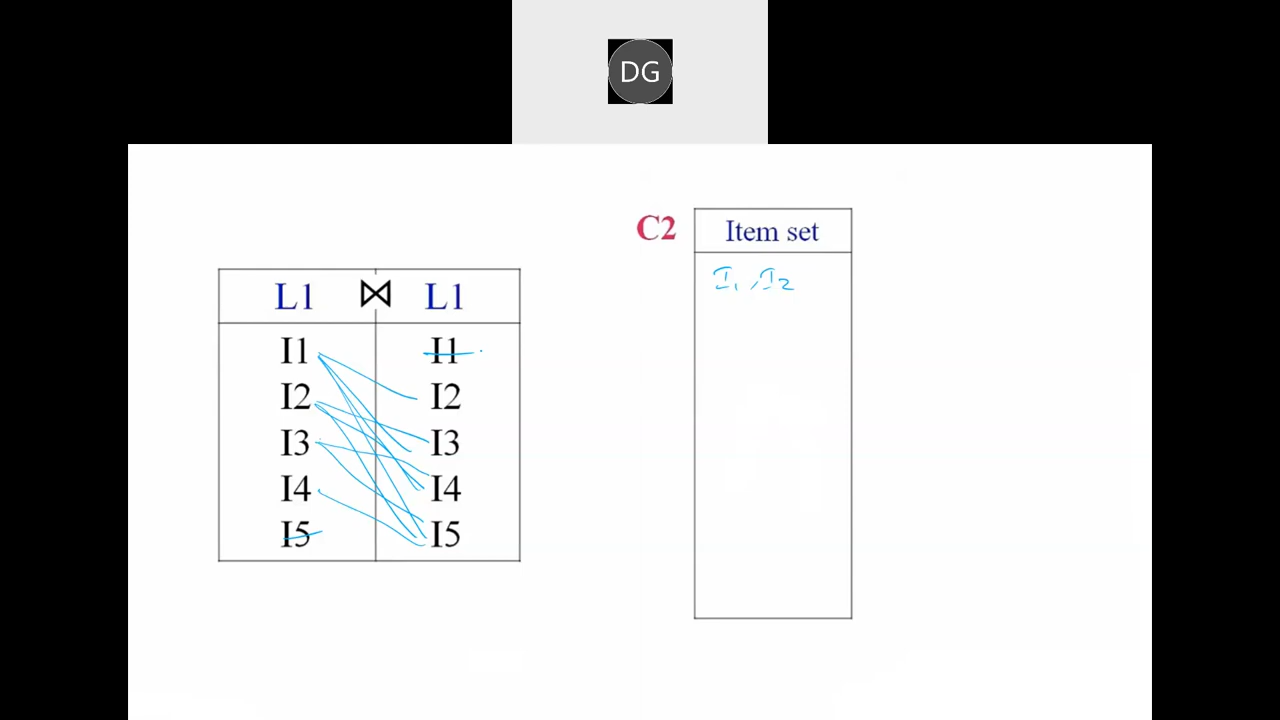 DG
C2 Item set
I1, I2
L1 ⋈ L1
I1 I1
I2 I2
I3 I3
I4 I4
I5 I5